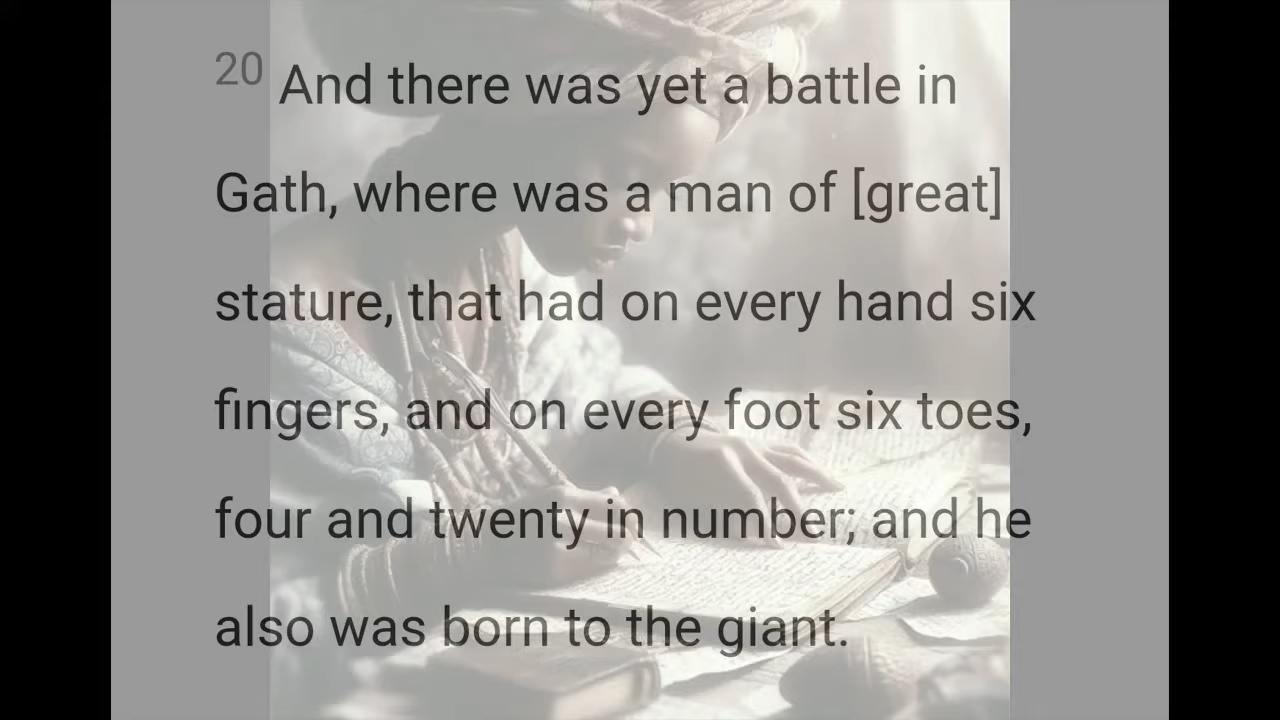 20 And there was yet a battle in
Gath, where was a man of [great]
stature, that had on every hand six
fingers, and on every foot six toes,
four and twenty in number; and he
also was born to the giant.